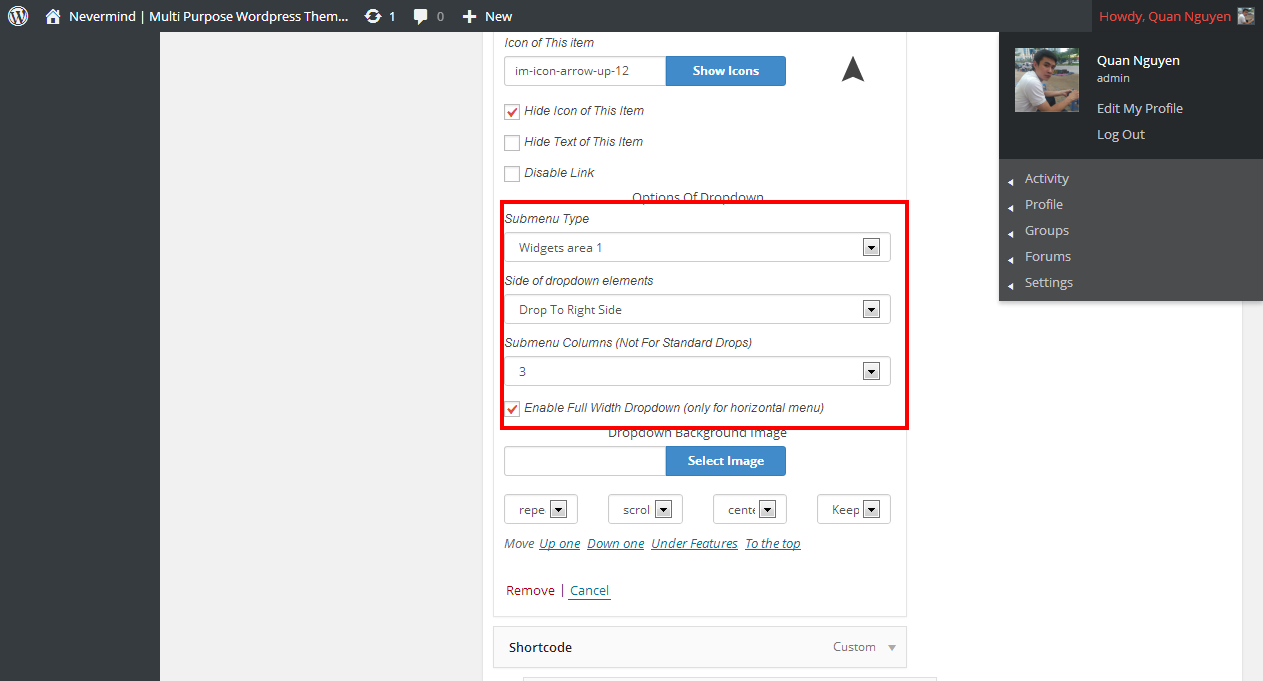 Nevermind | Multi Purpose Wordpress Them... 1 0 New
Howdy, Quan Nguyen
Quan Nguyen
admin
Edit My Profile
Log Out
Activity
Profile
Groups
Forums
Settings
Icon of This item
im-icon-arrow-up-12 Show Icons
Hide Icon of This Item
Hide Text of This Item
Disable Link
Options Of Dropdown
Submenu Type
Widgets area 1
Side of dropdown elements
Drop To Right Side
Submenu Columns (Not For Standard Drops)
3
Enable Full Width Dropdown (only for horizontal menu)
Dropdown Background Image
Select Image
repe scrol cente Keep
Move Up one Down one Under Features To the top
Remove | Cancel
Shortcode Custom